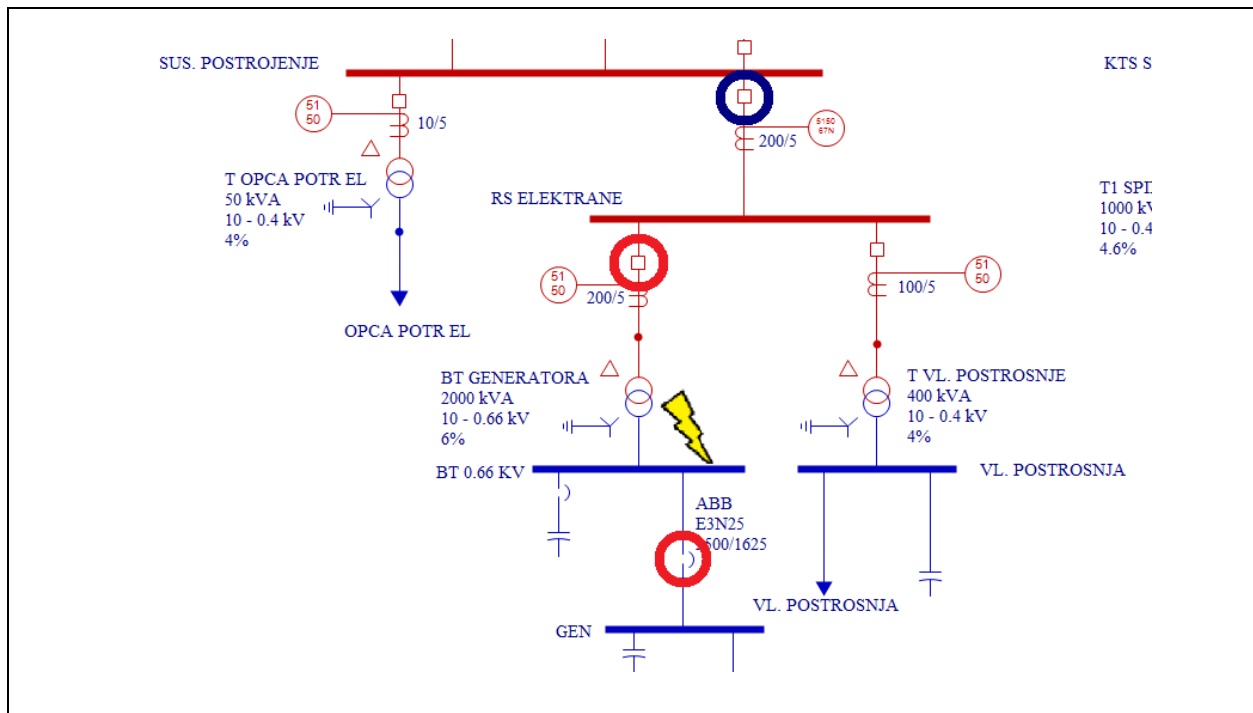 SUS. POSTROJENJE
KTS S
51
50
10/5
5150
67N
200/5
T OPCA POTR EL
50 kVA
10 - 0.4 kV
4%
RS ELEKTRANE
T1 SPI
1000 kV
10 - 0.4
4.6%
51
50
200/5
51
50
100/5
OPCA POTR EL
BT GENERATORA
2000 kVA
10 - 0.66 kV
6%
T VL. POSTROSNJE
400 kVA
10 - 0.4 kV
4%
BT 0.66 KV
VL. POSTROSNJA
ABB
E3N25
500/1625
VL. POSTROSNJA
GEN